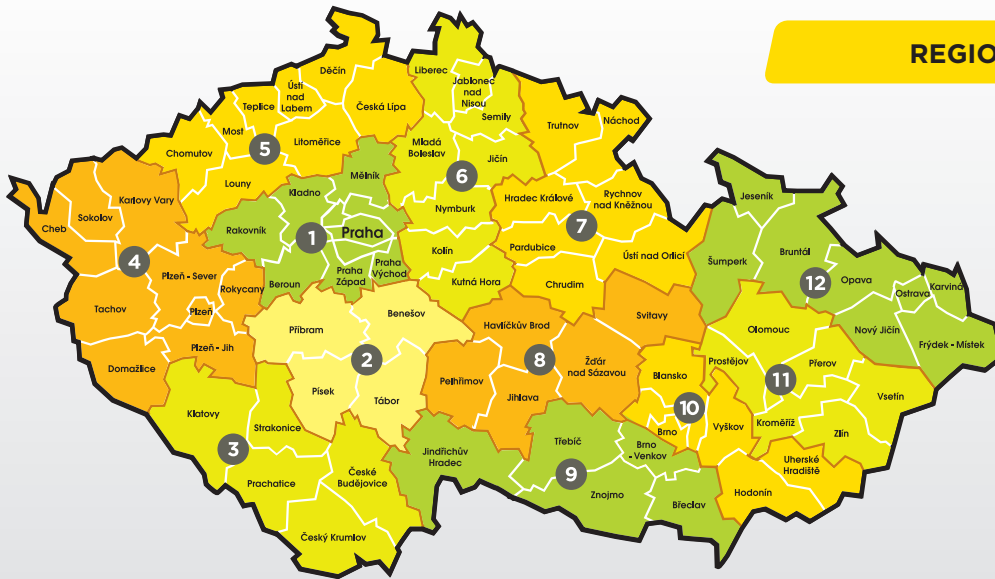 REGIO
Děčín
Liberec
Jablonec
nad
Nisou
Ústí
nad
Labem
Teplice
Česká Lípa
Semily
Trutnov
Náchod
Most
Litoměřice
Mladá
Boleslav
5
Chomutov
Jičín
Mělník
6
Louny
Kladno
Jeseník
Karlovy Vary
Hradec Králové
Rychnov
nad Kněžnou
Nymburk
Sokolov
Cheb
Rakovník
1
Praha
7
Pardubice
Kolín
Ústí nad Orlicí
Šumperk
Bruntál
4
Plzeň - Sever
Rokycany
Beroun
Praha
Západ
Praha
Východ
Kutná Hora
Chrudim
12
Opava
Ostrava
Karviná
Tachov
Plzeň
Příbram
Benešov
Havlíčkův Brod
Svitavy
Olomouc
Nový Jičín
Frýdek - Místek
Plzeň - Jih
Domažlice
2
8
Žďár
nad Sázavou
Prostějov
Přerov
Písek
Tábor
Pelhřimov
Jihlava
Blansko
11
Vsetín
Klatovy
10
Brno
Vyškov
Kroměříž
Zlín
Strakonice
3
Jindřichův
Hradec
Třebíč
Brno
- Venkov
9
Uherské
Hradiště
Prachatice
České
Budějovice
Znojmo
Břeclav
Hodonín
Český Krumlov